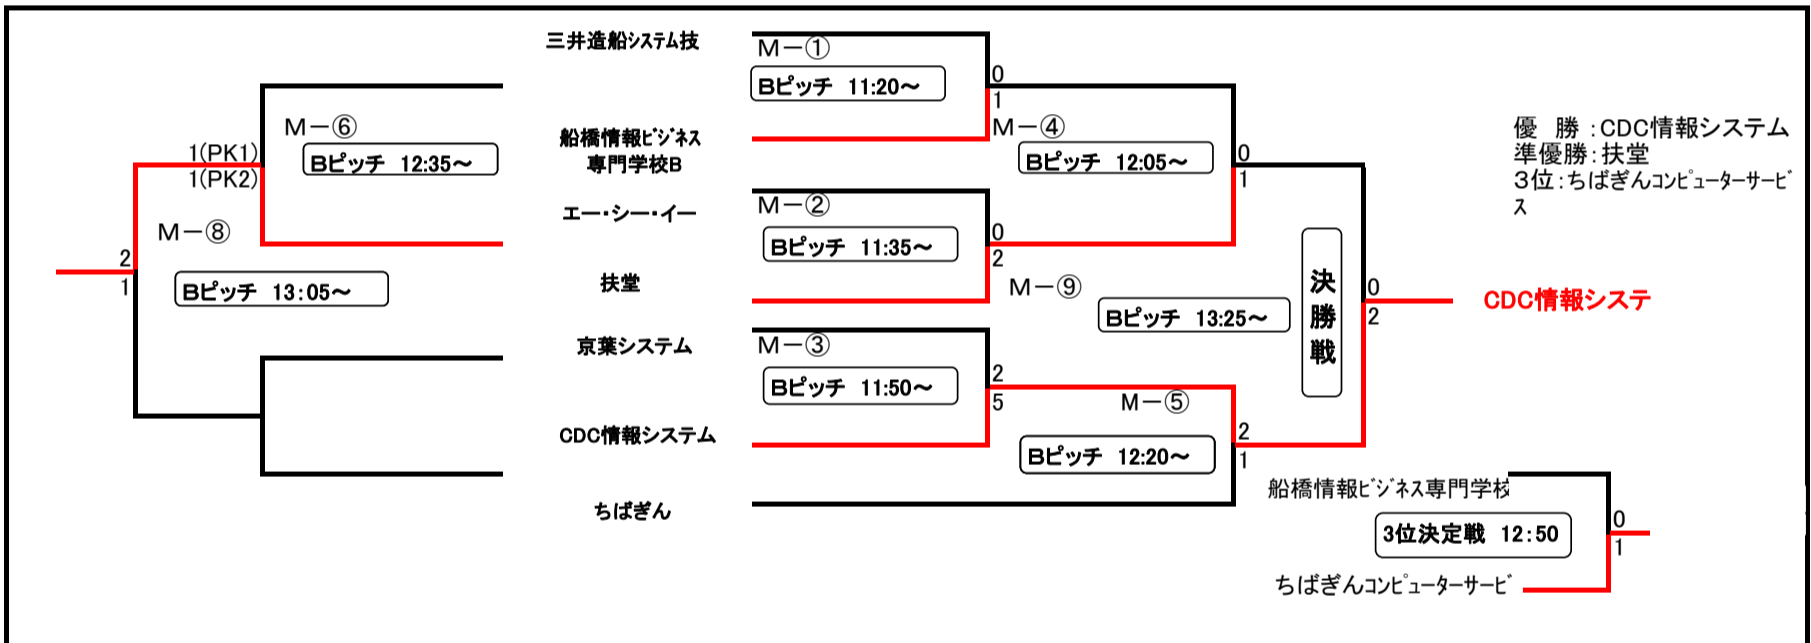 三井造船システム技
M－①
Bピッチ 11:20～
0
1
船橋情報ビジネス
専門学校B
M－⑥
Bピッチ 12:35～
1(PK1)
1(PK2)
M－④
Bピッチ 12:05～
0
1
優 勝：CDC情報システム
準優勝：扶堂
3位：ちばぎんコンピューターサービ
ス
エー・シー・イー
M－②
Bピッチ 11:35～
0
2
M－⑧
2
1
Bピッチ 13:05～
扶堂
M－⑨
Bピッチ 13:25～
決勝戦
0
2
CDC情報システ
京葉システム
M－③
Bピッチ 11:50～
2
5
M－⑤
CDC情報システム
Bピッチ 12:20～
2
1
ちばぎん
船橋情報ビジネス専門学校
3位決定戦 12:50
0
1
ちばぎんコンピューターサービ